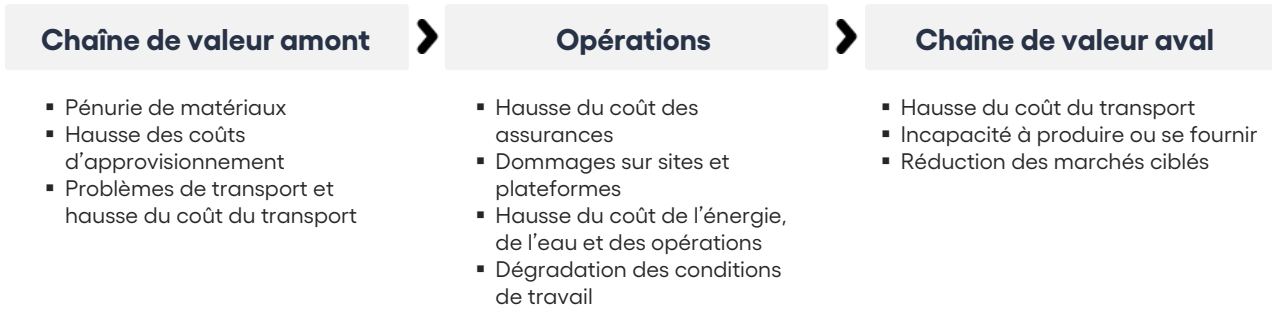 Chaîne de valeur amont
▪ Pénurie de matériaux
▪ Hausse des coûts
d’approvisionnement
▪ Problèmes de transport et
hausse du coût du transport
Opérations
▪ Hausse du coût des
assurances
▪ Dommages sur sites et
plateformes
▪ Hausse du coût de l’énergie,
de l’eau et des opérations
▪ Dégradation des conditions
de travail
Chaîne de valeur aval
▪ Hausse du coût du transport
▪ Incapacité à produire ou se fournir
▪ Réduction des marchés ciblés